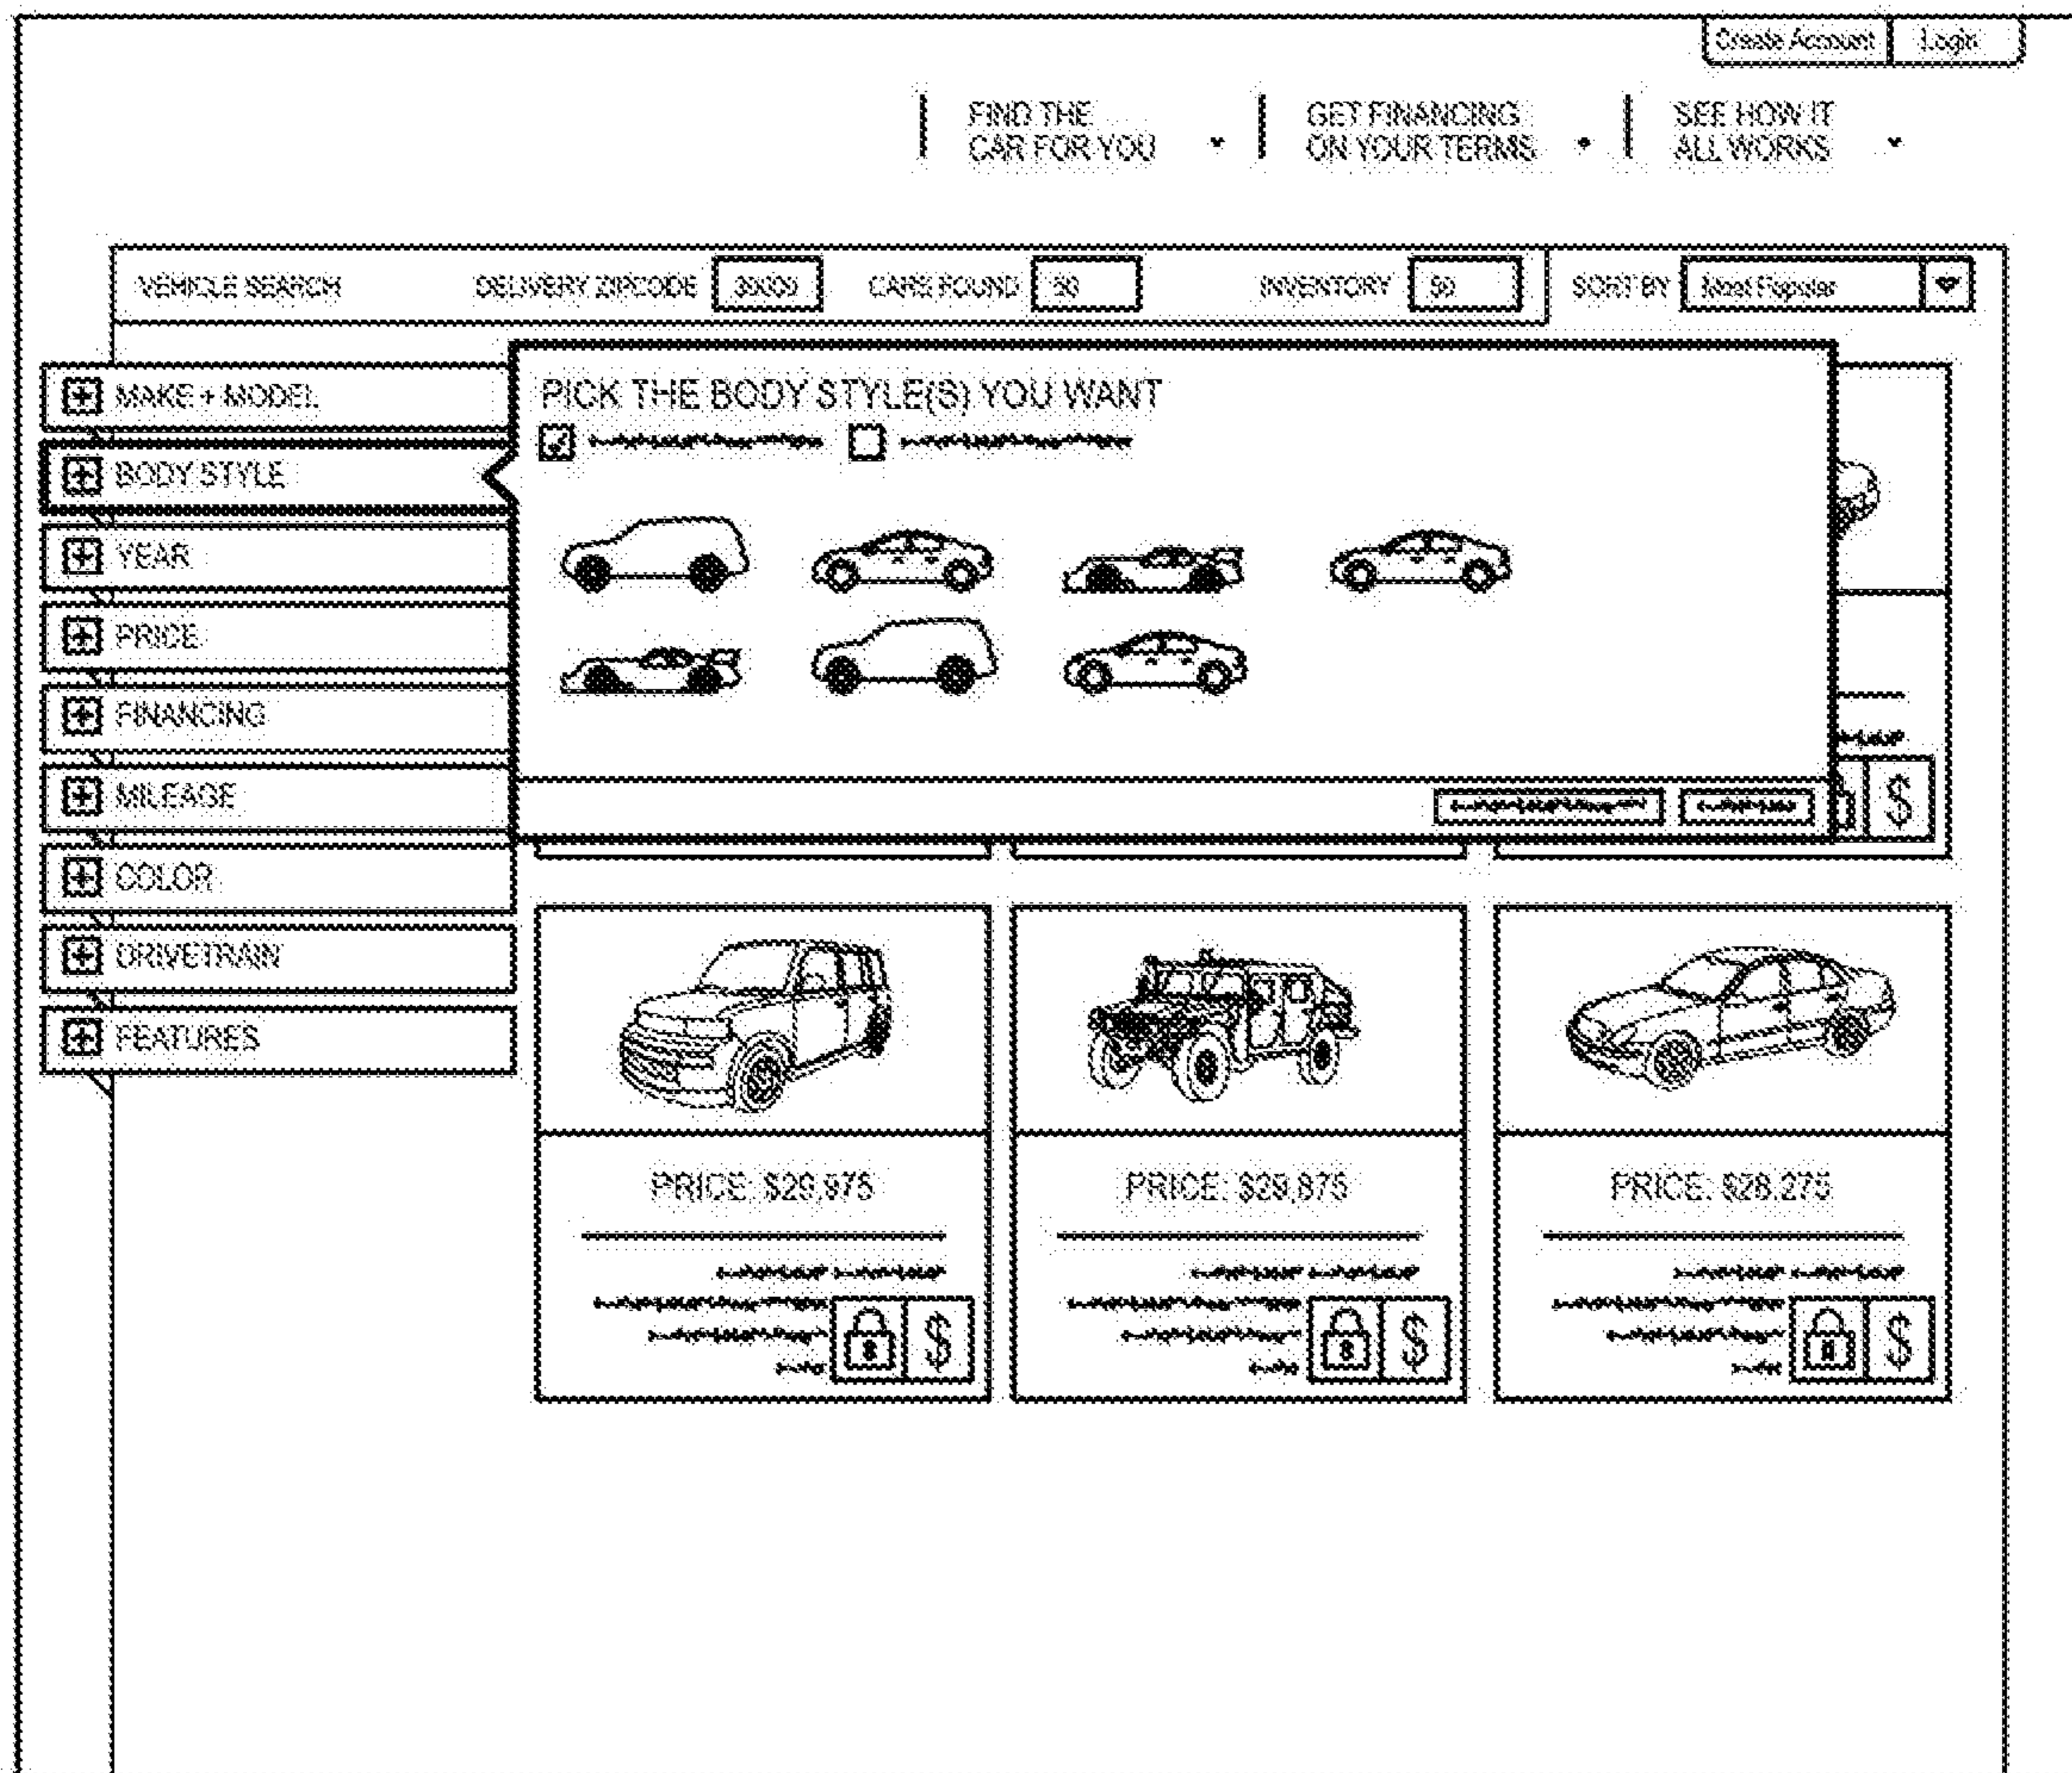 Create Account Login
FIND THE
CAR FOR YOU
GET FINANCING
ON YOUR TERMS
SEE HOW IT
ALL WORKS
VEHICLE SEARCH DELIVERY ZIPCODE CARS FOUND 50 INVENTORY 50 SORT BY Most Popular
MAKE + MODEL
BODY STYLE
YEAR
PRICE
FINANCING
MILEAGE
COLOR
DRIVETRAIN
FEATURES
PICK THE BODY STYLE(S) YOU WANT
$
PRICE: $29,975
$
PRICE: $29,875
$
PRICE: $28,275
$